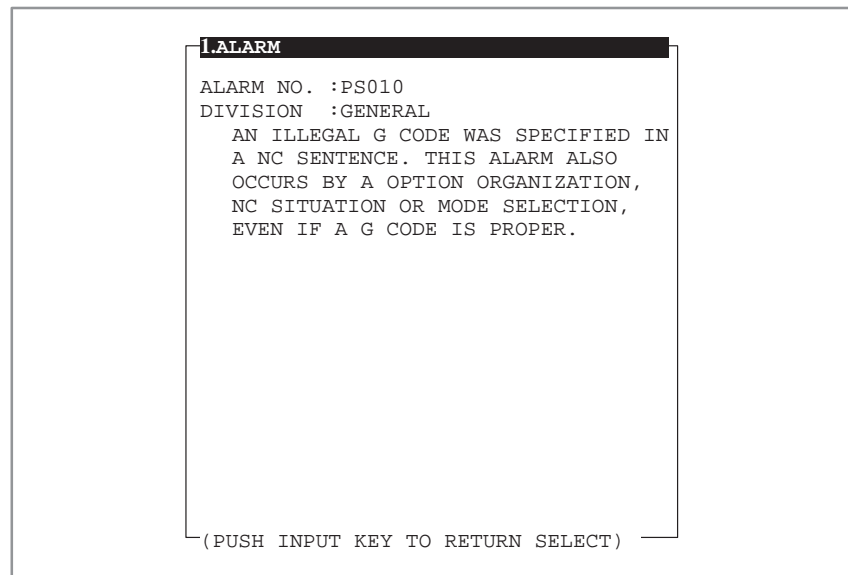 1.ALARM
ALARM NO. :PS010
DIVISION :GENERAL
AN ILLEGAL G CODE WAS SPECIFIED IN
A NC SENTENCE. THIS ALARM ALSO
OCCURS BY A OPTION ORGANIZATION,
NC SITUATION OR MODE SELECTION,
EVEN IF A G CODE IS PROPER.
(PUSH INPUT KEY TO RETURN SELECT)